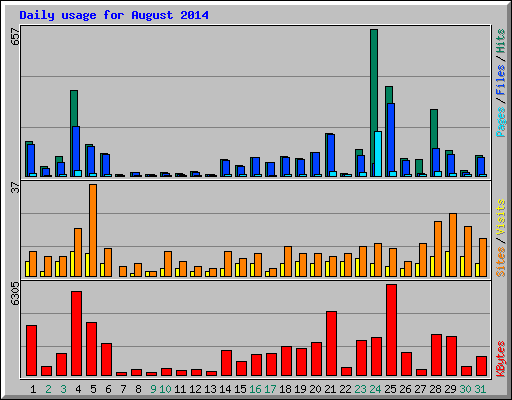 Daily usage for August 2014
657
Pages / Files / Hits
37
Sites / Visits
6305
KBytes
1 2 3 4 5 6 7 8 9 10 11 12 13 14 15 16 17 18 19 20 21 22 23 24 25 26 27 28 29 30 31